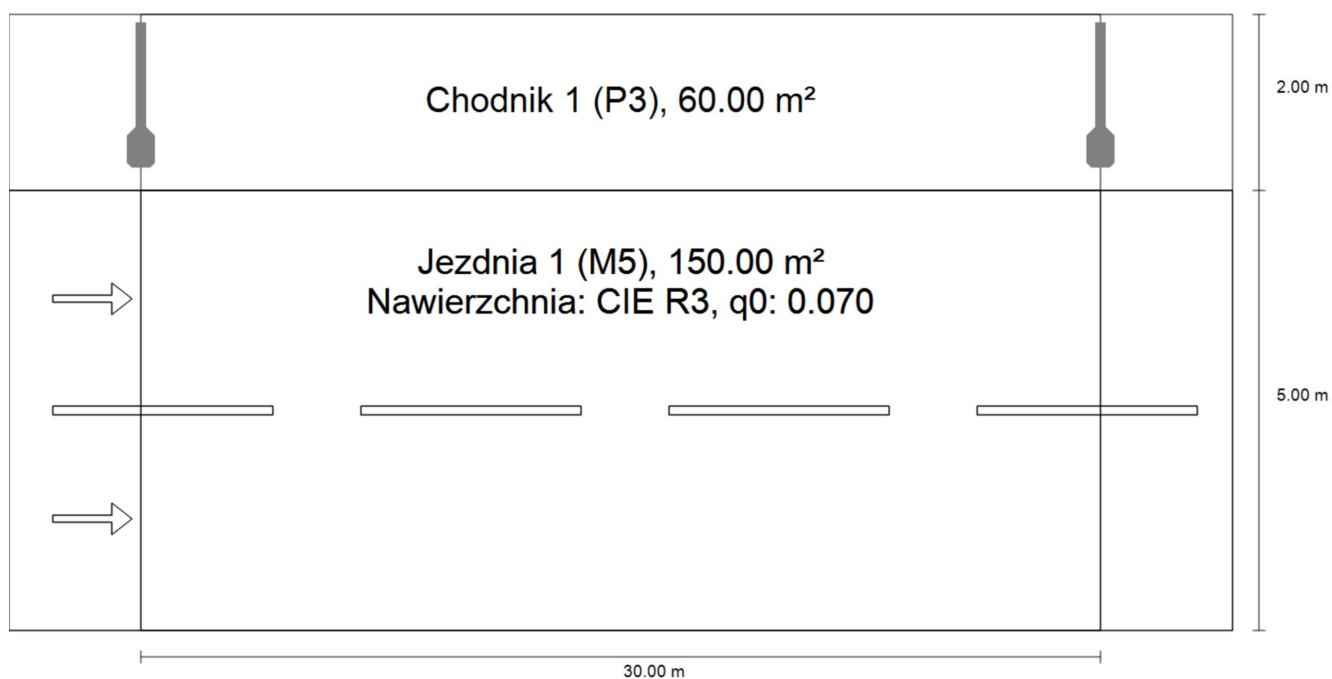 Chodnik 1 (P3), 60.00 m²
2.00 m
Jezdnia 1 (M5), 150.00 m²
Nawierzchnia: CIE R3, q0: 0.070
5.00 m
30.00 m